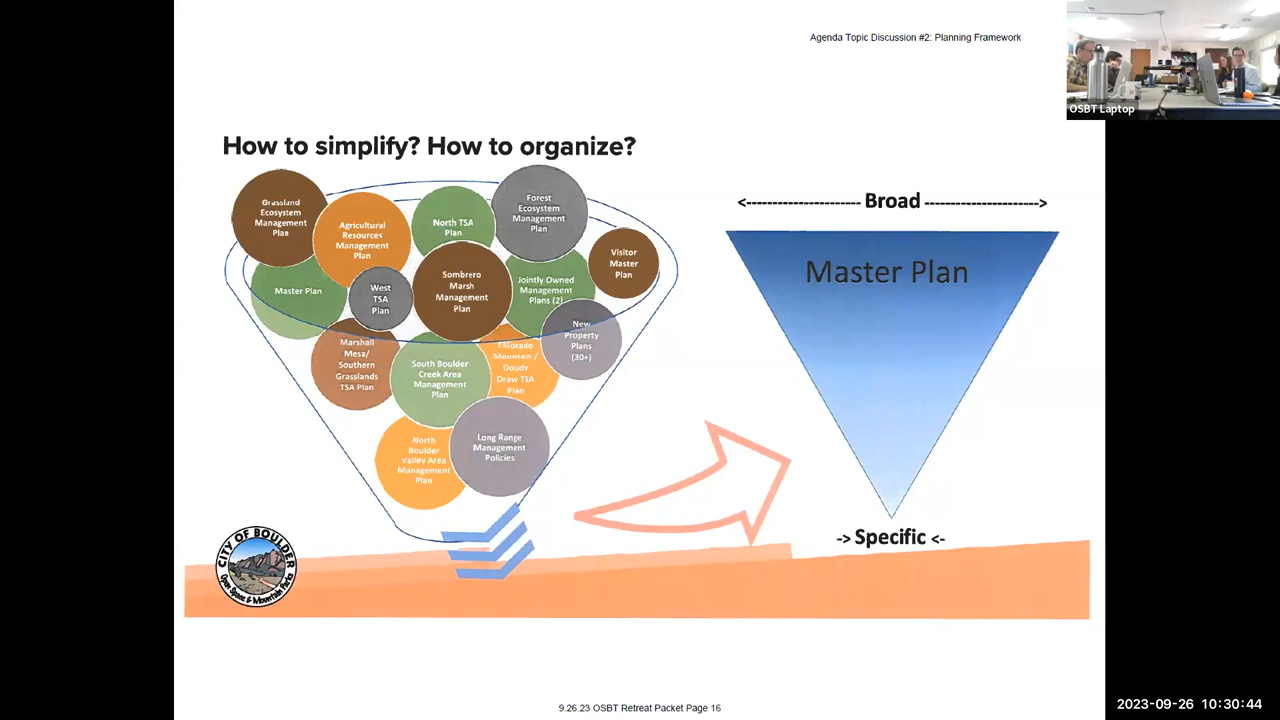 Agenda Topic Discussion #2: Planning Framework
OSBT Laptop
How to simplify? How to organize?
Grassland
Ecosystem
Management
Plan
Agricultural
Resources
Management
Plan
North TSA
Plan
Forest
Ecosystem
Management
Plan
Visitor
Master
Plan
Master Plan
West
TSA
Plan
Sombrero
Marsh
Management
Plan
Jointly Owned
Management
Plans (2)
New
Property
Plans
(30+)
Marshall
Mesa/
Southern
Grasslands
TSA Plan
South Boulder
Creek Area
Management
Plan
Eldorado
Mountain /
Doudy
Draw TSA
Plan
North
Boulder
Valley Area
Management
Plan
Long Range
Management
Policies
<--------------------- Broad --------------------->
Master Plan
-> Specific <-
CITY OF BOULDER
Open Space & Mountain Parks
9.26.23 OSBT Retreat Packet Page 16
2023-09-26 10:30:44